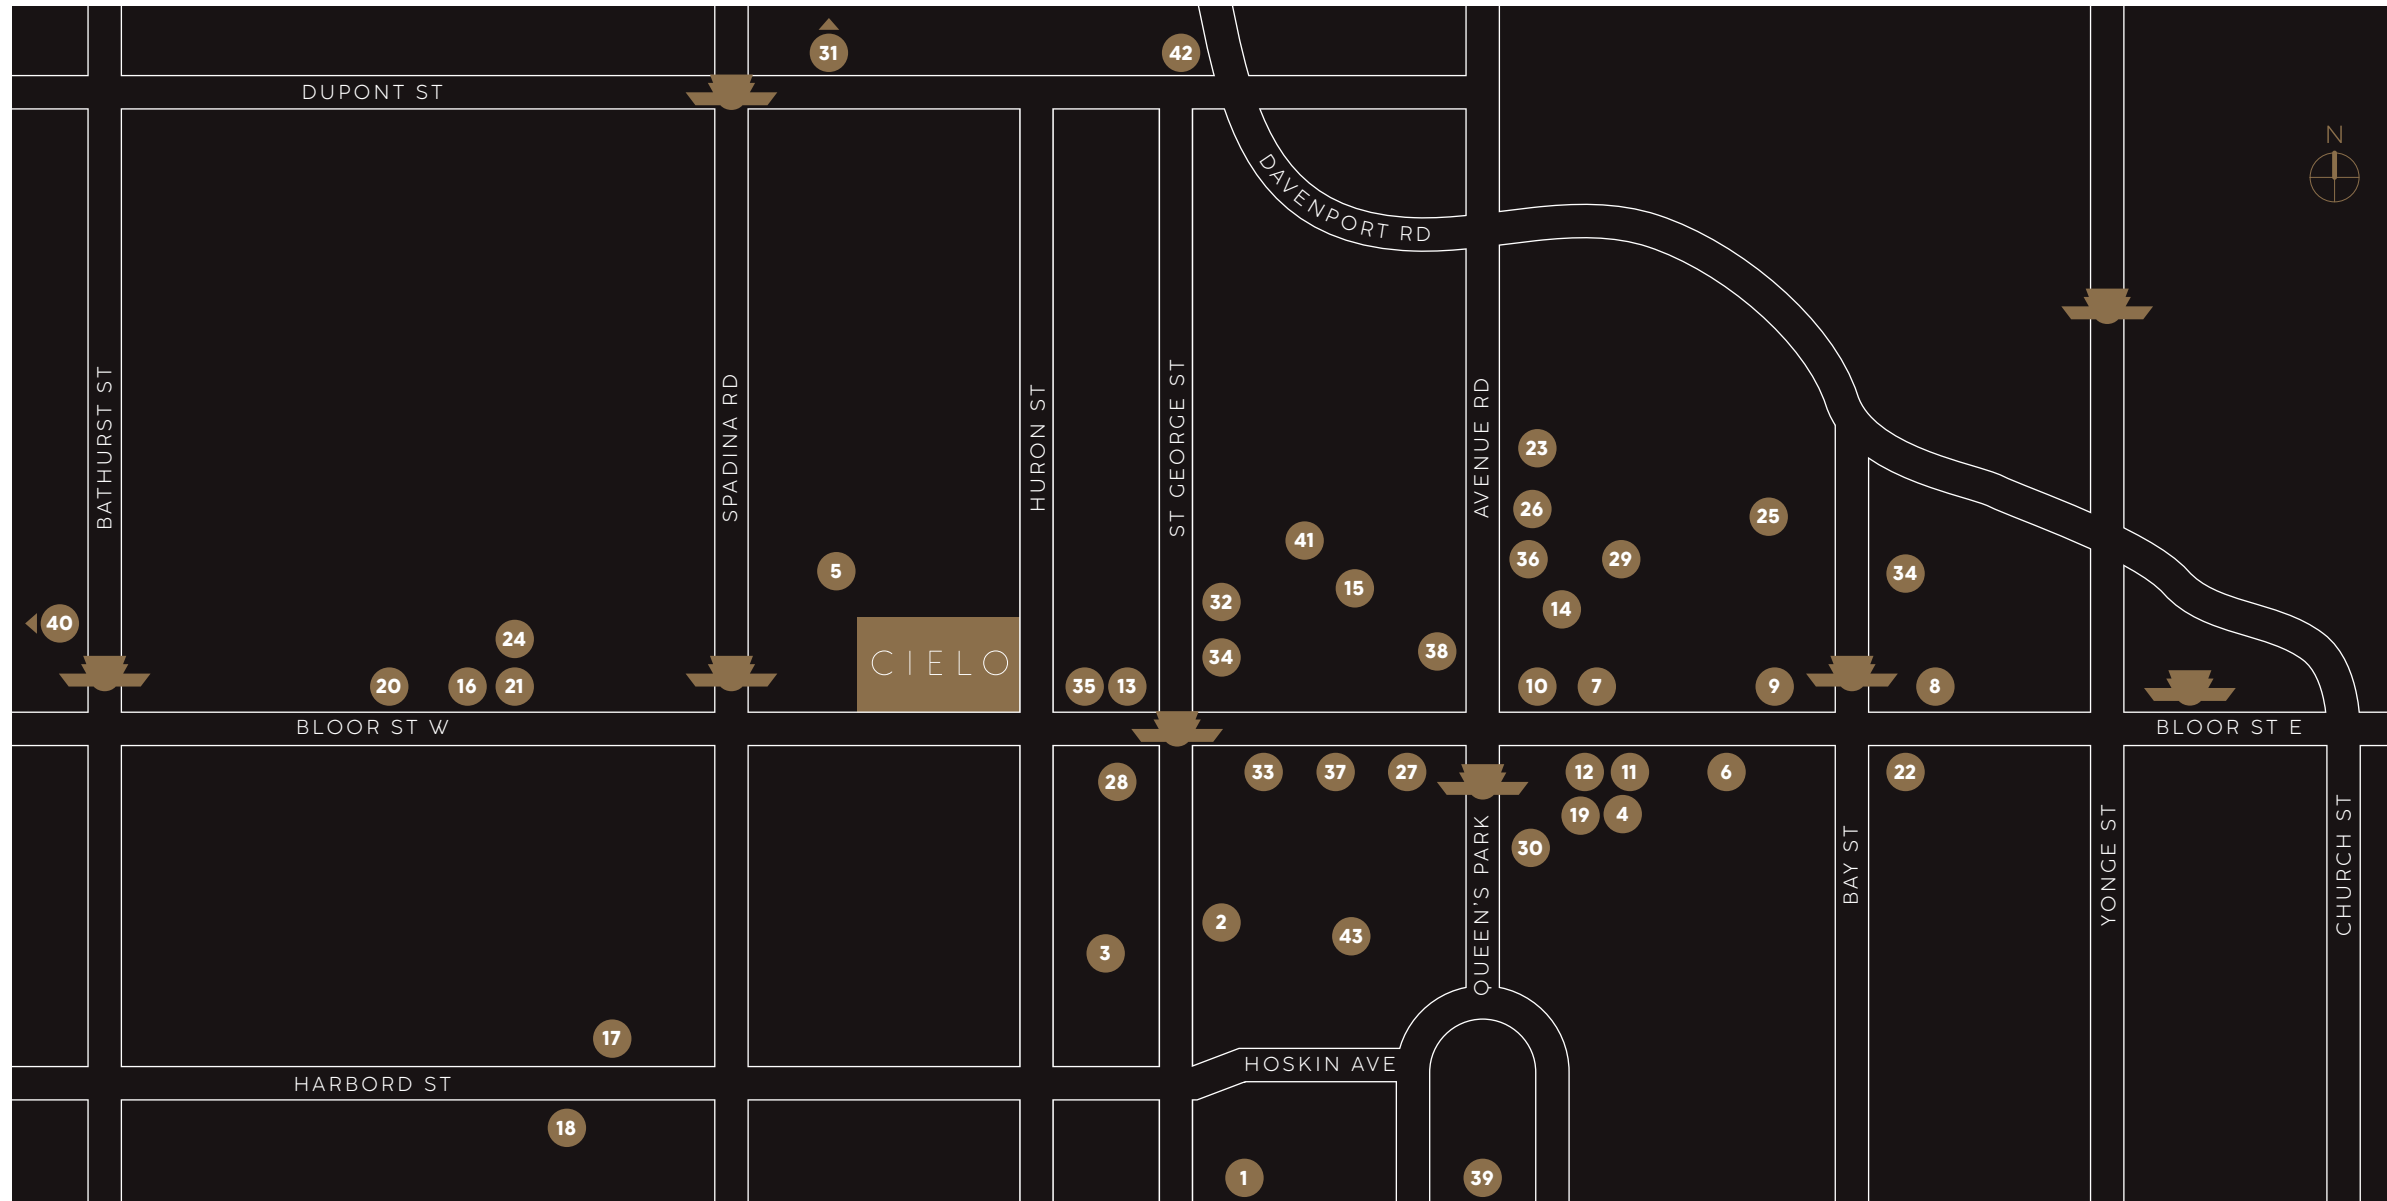 31
42
DUPONT ST
N
DAVENPORT RD
BATHURST ST
SPADINA RD
HURON ST
ST GEORGE ST
AVENUE RD
23
26
25
41
36
29
5
34
15
32
14
40
24
38
34
CIELO
20
16
21
35
13
10
7
9
8
BLOOR ST W
BLOOR ST E
28
33
37
27
12
11
6
22
19
4
30
QUEEN'S PARK
BAY ST
YONGE ST
CHURCH ST
2
43
3
17
HOSKIN AVE
HARBORD ST
18
1
39